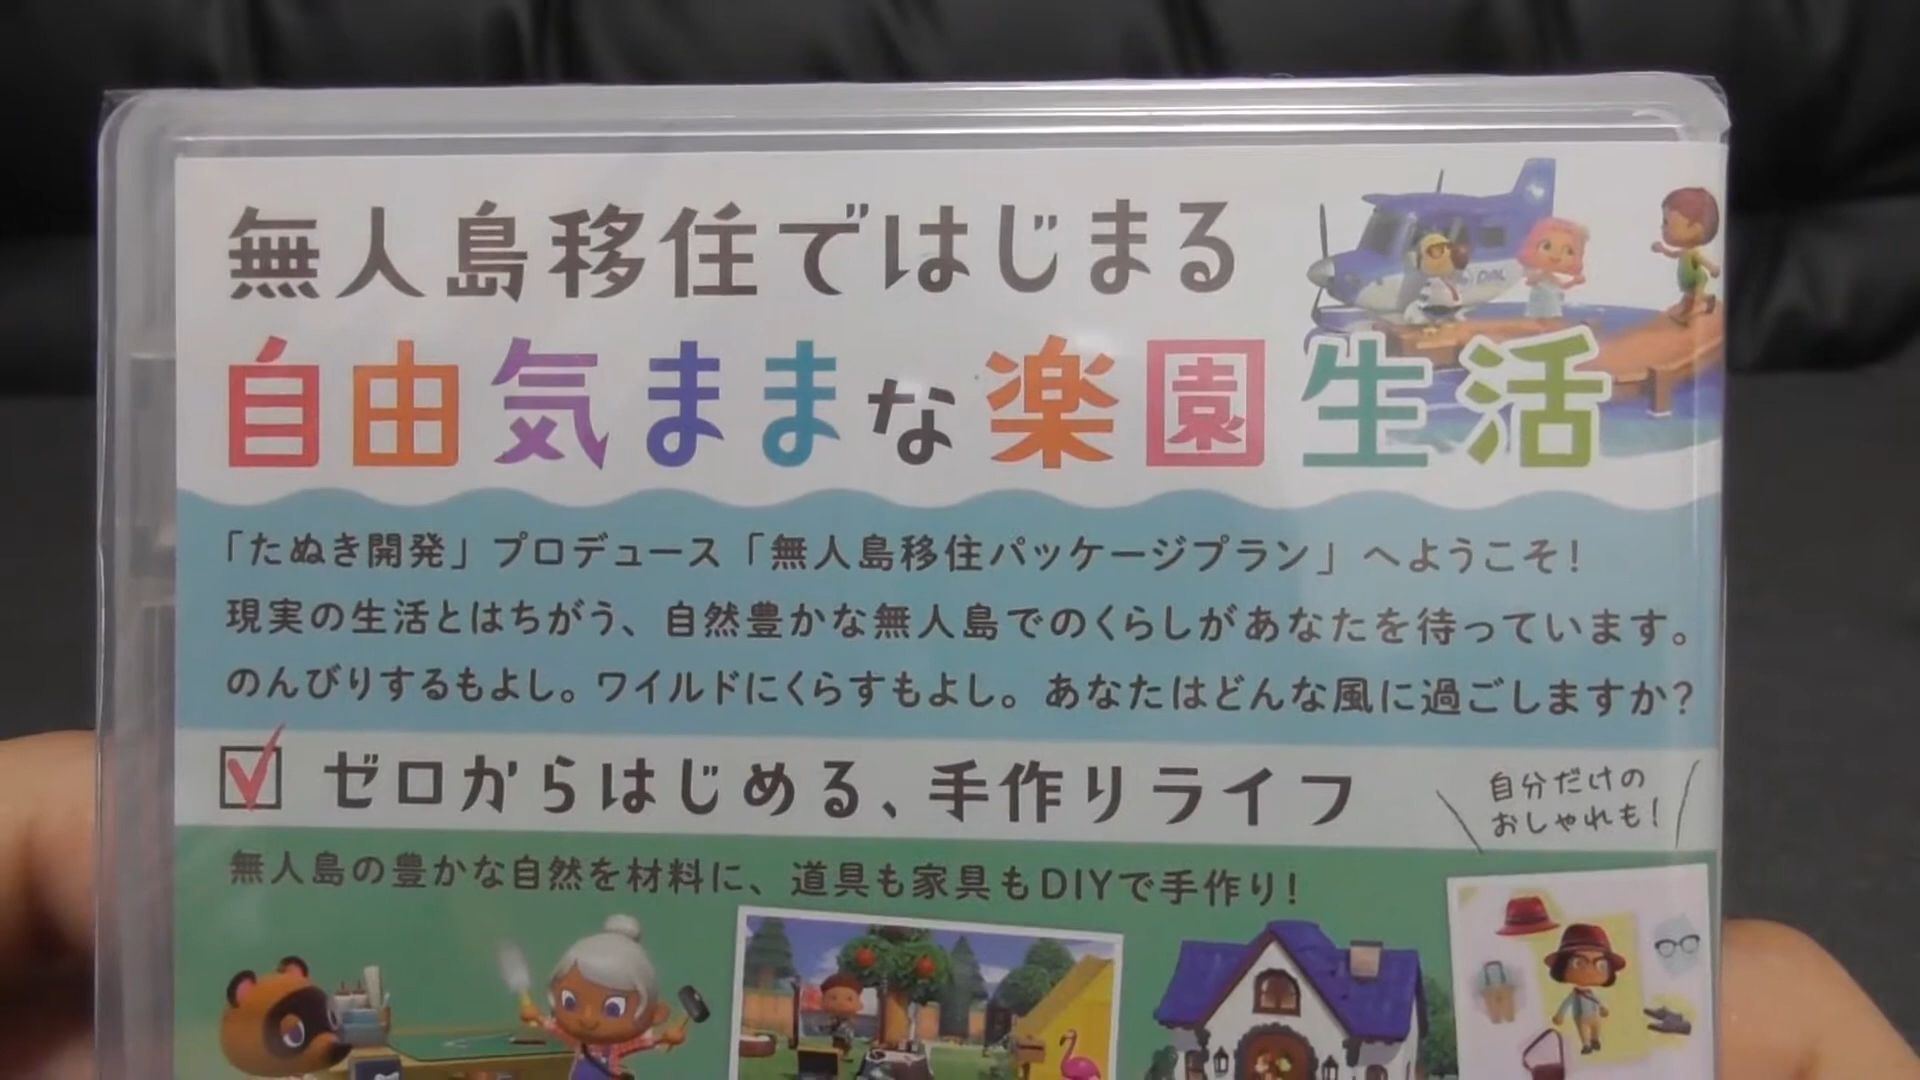 無人島移住ではじまる
自由気ままな楽園生活
「たぬき開発」プロデュース「無人島移住パッケージプラン」へようこそ！
現実の生活とはちがう、自然豊かな無人島でのくらしがあなたを待っています。
のんびりするもよし。ワイルドにくらすもよし。あなたはどんな風に過ごしますか？
ゼロからはじめる、手作りライフ
自分だけの
おしゃれも！
無人島の豊かな自然を材料に、道具も家具もDIYで手作り！